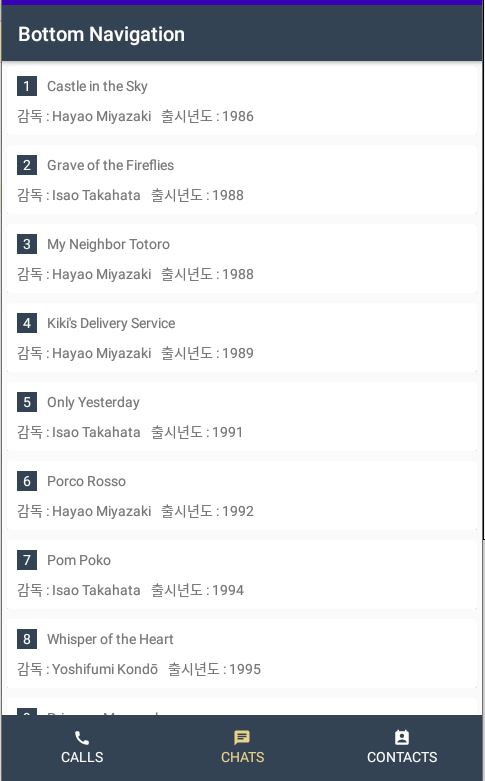 Bottom Navigation
1 Castle in the Sky
감독 : Hayao Miyazaki 출시년도 : 1986
2 Grave of the Fireflies
감독 : Isao Takahata 출시년도 : 1988
3 My Neighbor Totoro
감독 : Hayao Miyazaki 출시년도 : 1988
4 Kiki's Delivery Service
감독 : Hayao Miyazaki 출시년도 : 1989
5 Only Yesterday
감독 : Isao Takahata 출시년도 : 1991
6 Porco Rosso
감독 : Hayao Miyazaki 출시년도 : 1992
7 Pom Poko
감독 : Isao Takahata 출시년도 : 1994
8 Whisper of the Heart
감독 : Yoshifumi Kondō 출시년도 : 1995
CALLS CHATS CONTACTS